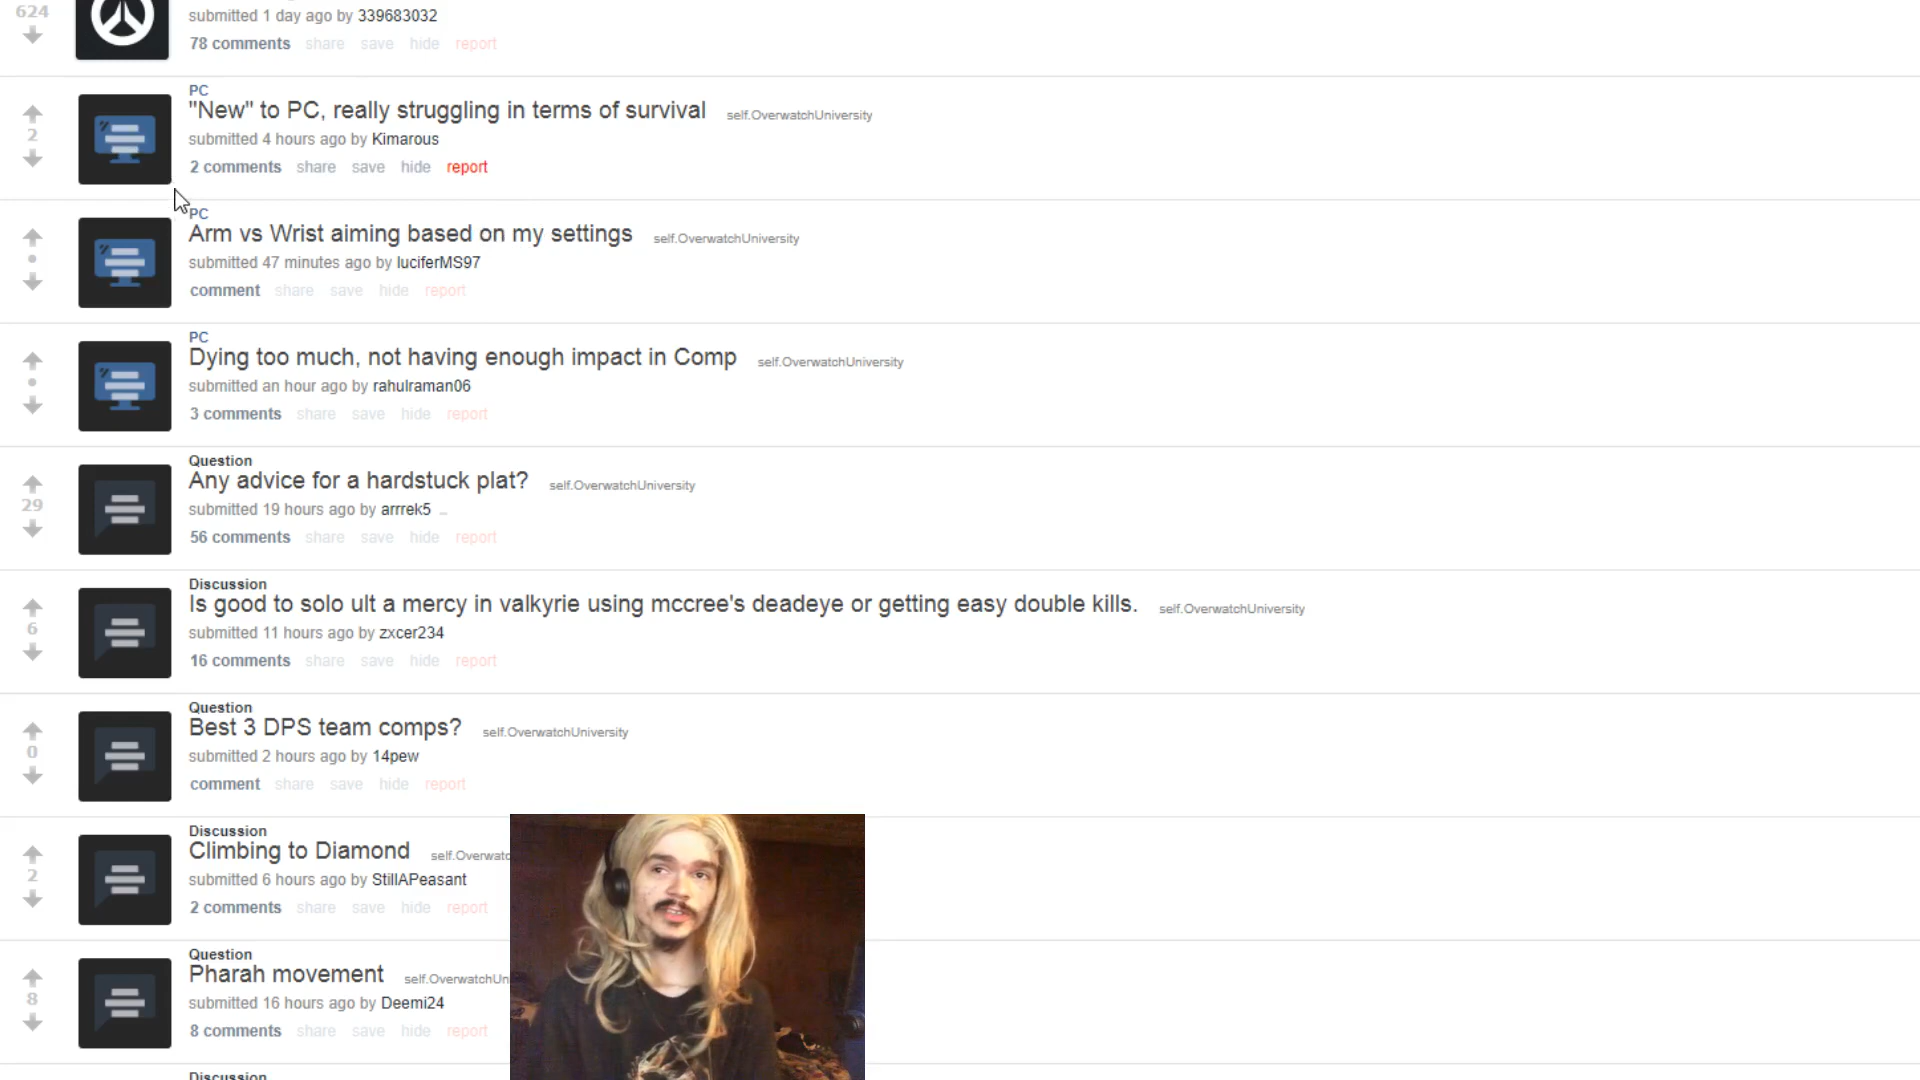 624
submitted 1 day ago by 339683032
78 comments share save hide report
PC
"New" to PC, really struggling in terms of survival self.OverwatchUniversity
2
submitted 4 hours ago by Kimarous
2 comments share save hide report
PC
Arm vs Wrist aiming based on my settings self.OverwatchUniversity
•
submitted 47 minutes ago by luciferMS97
comment share save hide report
PC
Dying too much, not having enough impact in Comp self.OverwatchUniversity
•
submitted an hour ago by rahulraman06
3 comments share save hide report
Question
Any advice for a hardstuck plat? self.OverwatchUniversity
29
submitted 19 hours ago by arrrek5
56 comments share save hide report
Discussion
Is good to solo ult a mercy in valkyrie using mccree's deadeye or getting easy double kills. self.OverwatchUniversity
6
submitted 11 hours ago by zxcer234
16 comments share save hide report
Question
Best 3 DPS team comps? self.OverwatchUniversity
0
submitted 2 hours ago by 14pew
comment share save hide report
Discussion
Climbing to Diamond self.Overwatc
2
submitted 6 hours ago by StillAPeasant
2 comments share save hide report
Question
Pharah movement self.OverwatchUn
8
submitted 16 hours ago by Deemi24
8 comments share save hide report
Discussion